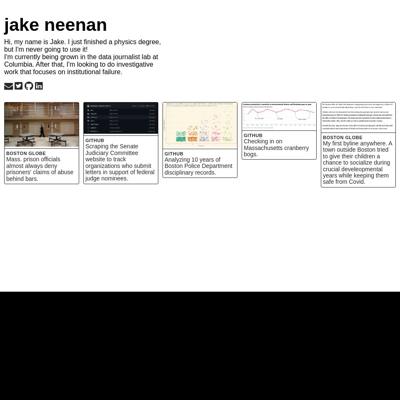 jake neenan
Hi, my name is Jake. I just finished a physics degree,
but I'm never going to use it!
I'm currently being grown in the data journalist lab at
Columbia. After that, I'm looking to do investigative
work that focuses on institutional failure.
BOSTON GLOBE
Mass. prison officials
almost always deny
prisoners' claims of abuse
behind bars.
GITHUB
Scraping the Senate
Judiciary Committee
website to track
organizations who submit
letters in support of federal
judge nominees.
GITHUB
Analyzing 10 years of
Boston Police Department
disciplinary records.
GITHUB
Checking in on
Massachusetts cranberry
bogs.
BOSTON GLOBE
My first byline anywhere. A
town outside Boston tried
to give their children a
chance to socialize during
crucial develeopmental
years while keeping them
safe from Covid.